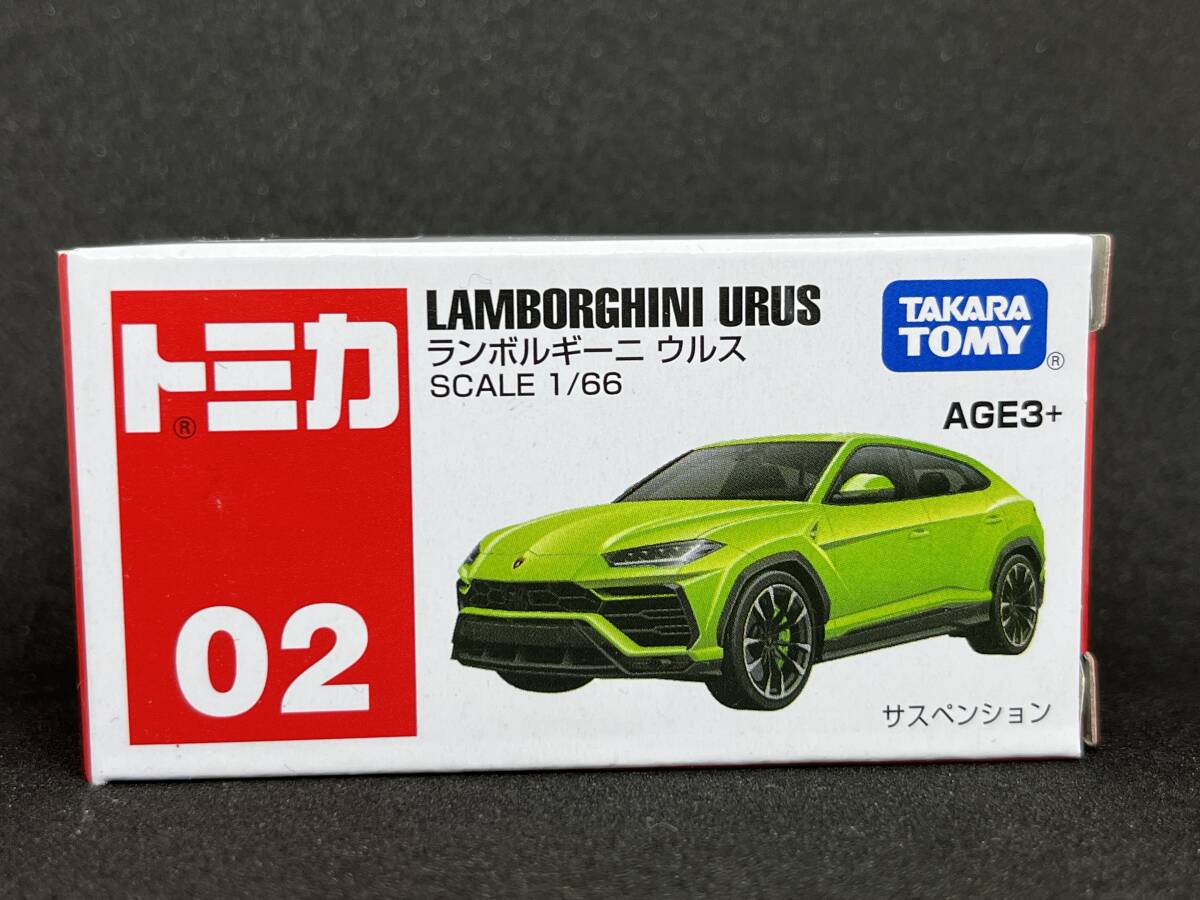 トミカ
®
02
LAMBORGHINI URUS
ランボルギーニ ウルス
SCALE 1/66
TAKARA
TOMY
®
AGE3+
サスペンション